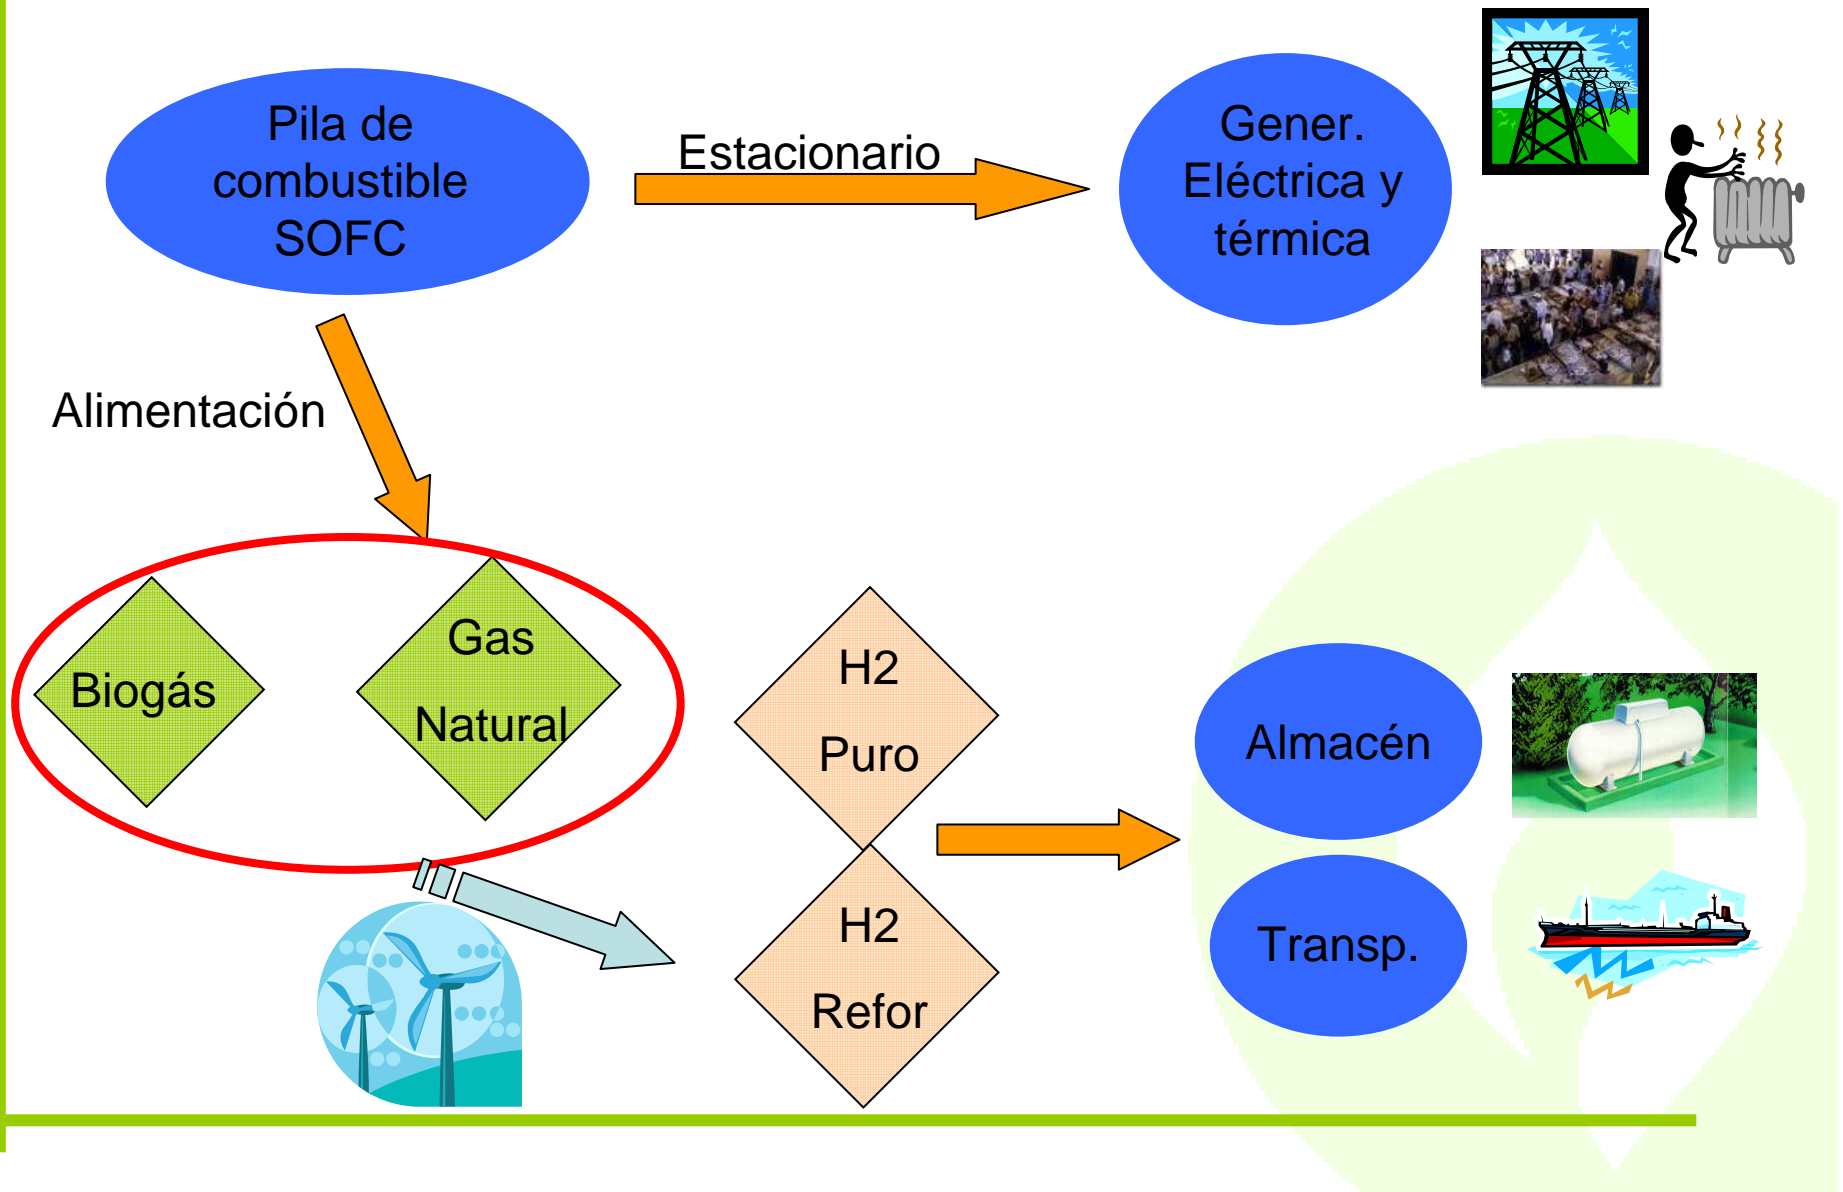 Pila de
combustible
SOFC
Estacionario
Gener.
Eléctrica y
térmica
Alimentación
Biogás
Gas
Natural
H2
Puro
H2
Refor
Almacén
Transp.